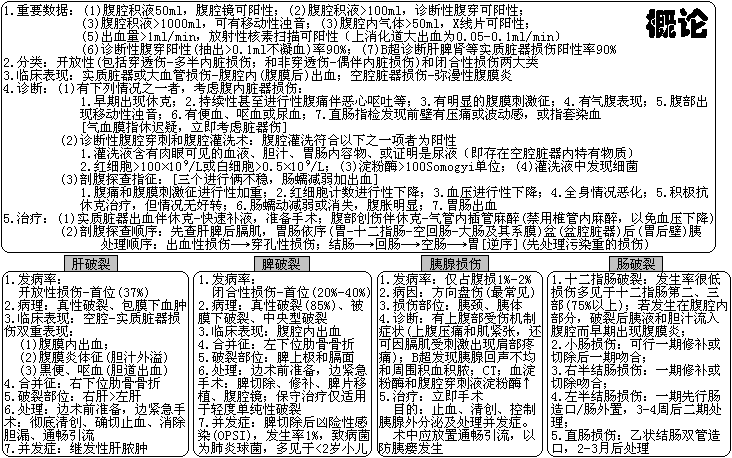 概论
1.重要数据：(1)腹腔积液50ml，腹腔镜可阳性；(2)腹腔积液>100ml，诊断性腹穿可阳性；
(3)腹腔积液>1000ml，可有移动性浊音；(3)腹腔内气体>50ml，X线片可阳性；
(5)出血量>1ml/min，放射性核素扫描可阳性（上消化道大出血为0.05-0.1ml/min）
(6)诊断性腹穿阳性(抽出>0.1ml不凝血)率90%；(7)B超诊断肝脾肾等实质脏器损伤阳性率90%
2.分类：开放性(包括穿透伤-多半内脏损伤；和非穿透伤-偶伴内脏损伤)和闭合性损伤两大类
3.临床表现：实质脏器或大血管损伤-腹腔内(腹膜后)出血；空腔脏器损伤-弥漫性腹膜炎
4.诊断：(1)有下列情况之一者，考虑腹内脏器损伤：
1.早期出现休克；2.持续性甚至进行性腹痛伴恶心呕吐等；3.有明显的腹膜刺激征；4.有气腹表现；5.腹部出
现移动性浊音；6.有便血、呕血或尿血；7.直肠指检发现前壁有压痛或波动感，或指套染血
[气血膜指休迟疑，立即考虑脏器伤]
(2)诊断性腹腔穿刺和腹腔灌洗术：腹腔灌洗符合以下之一项者为阳性
1.灌洗液含有肉眼可见的血液、胆汁、胃肠内容物、或证明是尿液（即存在空腔脏器内特有物质）
2.红细胞>100×10⁹/L或白细胞>0.5×10⁹/L；(3)淀粉酶>100Somogyi单位；(4)灌洗液中发现细菌
(3)剖腹探查指征：[三个进行俩不稳，肠蠕减弱加出血]
1.腹痛和腹膜刺激征进行性加重；2.红细胞计数进行性下降；3.血压进行性下降；4.全身情况恶化；5.积极抗
休克治疗，但情况无好转；6.肠蠕动减弱或消失，腹胀明显；7.胃肠出血
5.治疗：(1)实质脏器出血伴休克-快速补液，准备手术；腹部创伤伴休克-气管内插管麻醉(禁用椎管内麻醉，以免血压下降)
(2)剖腹探查顺序：先查肝脾后膈肌，胃肠依序(胃-十二指肠-空回肠-大肠及其系膜)盆(盆腔脏器)后(胃后壁)胰
处理顺序：出血性损伤→穿孔性损伤：结肠→回肠→空肠→胃[逆序](先处理污染重的损伤)
肝破裂
1.发病率：
开放性损伤-首位(37%)
2.病理：真性破裂、包膜下血肿
3.临床表现：空腔-实质脏器损
伤双重表现：
(1)腹膜内出血；
(2)腹膜炎体征(胆汁外溢)
(3)黑便、呕血(胆道出血)
4.合并征：右下位肋骨骨折
5.破裂部位：右肝>左肝
6.处理：边术前准备，边紧急手
术：彻底清创、确切止血、消除
胆漏、通畅引流
7.并发症：继发性肝脓肿
脾破裂
1.发病率：
闭合性损伤-首位(20%-40%)
2.病理：真性破裂(85%)、被
膜下破裂、中央型破裂
3.临床表现：腹腔内出血
4.合并征：左下位肋骨骨折
5.破裂部位：脾上极和膈面
6.处理：边术前准备，边紧急
手术：脾切除、修补、脾片移
植、腹腔镜；保守治疗仅适用
于轻度单纯性破裂
7.并发症：脾切除后凶险性感
染(OPSI)，发生率1%，致病菌
为肺炎球菌，多见于<2岁小儿
胰腺损伤
1.发病率：仅占腹损1%-2%
2.病因：方向盘伤(最常见)
3.损伤部位：胰颈、胰体
4.诊断：有上腹部受伤机制
症状(上腹压痛和肌紧张，还
可因膈肌受刺激出现肩部疼
痛)；B超发现胰腺回声不均
和周围积血积脓；CT；血淀
粉酶和腹腔穿刺液淀粉酶↑
5.治疗：立即手术
目的：止血、清创、控制
胰腺外分泌及处理并发症。
术中应放置通畅引流，以
防胰瘘发生
肠破裂
1.十二指肠破裂：发生率很低
损伤多见于十二指肠第二、三
部(75%以上)；若发生在腹膜内
部分，破裂后胰液和胆汁流入
腹腔而早期出现腹膜炎；
2.小肠损伤：可行一期修补或
切除后一期吻合；
3.右半结肠损伤：一期修补或
切除吻合；
4.左半结肠损伤：一期先行肠
造口/肠外置，3-4周后二期处
理；
5.直肠损伤：乙状结肠双管造
口，2-3月后处理